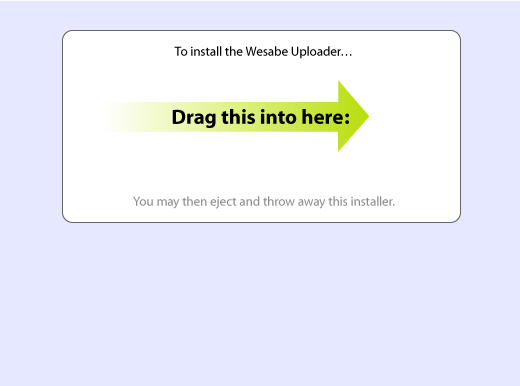 To install the Wesabe Uploader…
Drag this into here:
You may then eject and throw away this installer.